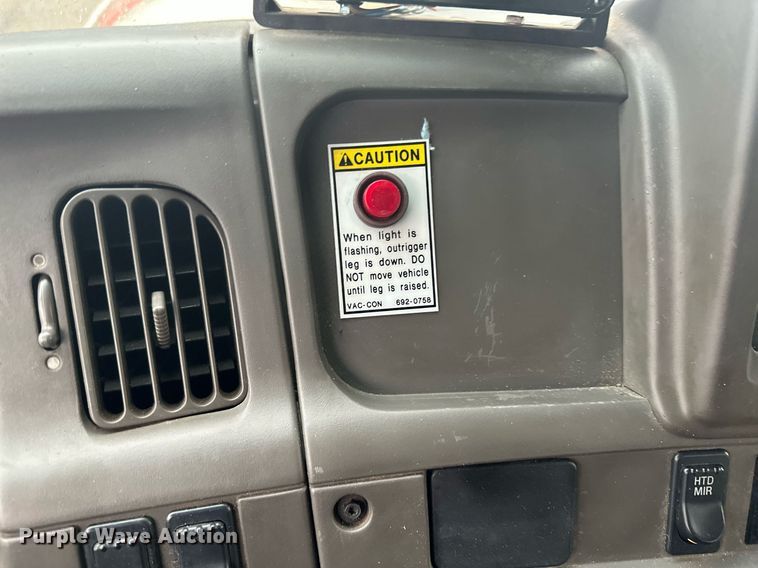 CAUTION
When light is
flashing, outrigger
leg is down. DO
NOT move vehicle
until leg is raised.
VAC-CON 692-0758
HTD
MIR
Purple Wave Auction